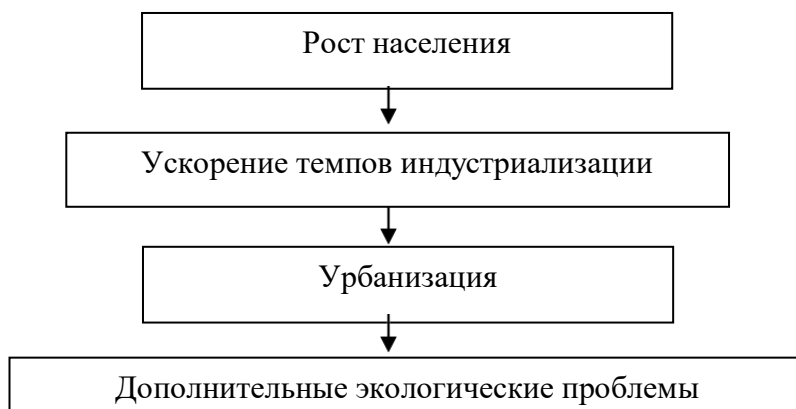 Рост населения
Ускорение темпов индустриализации
Урбанизация
Дополнительные экологические проблемы